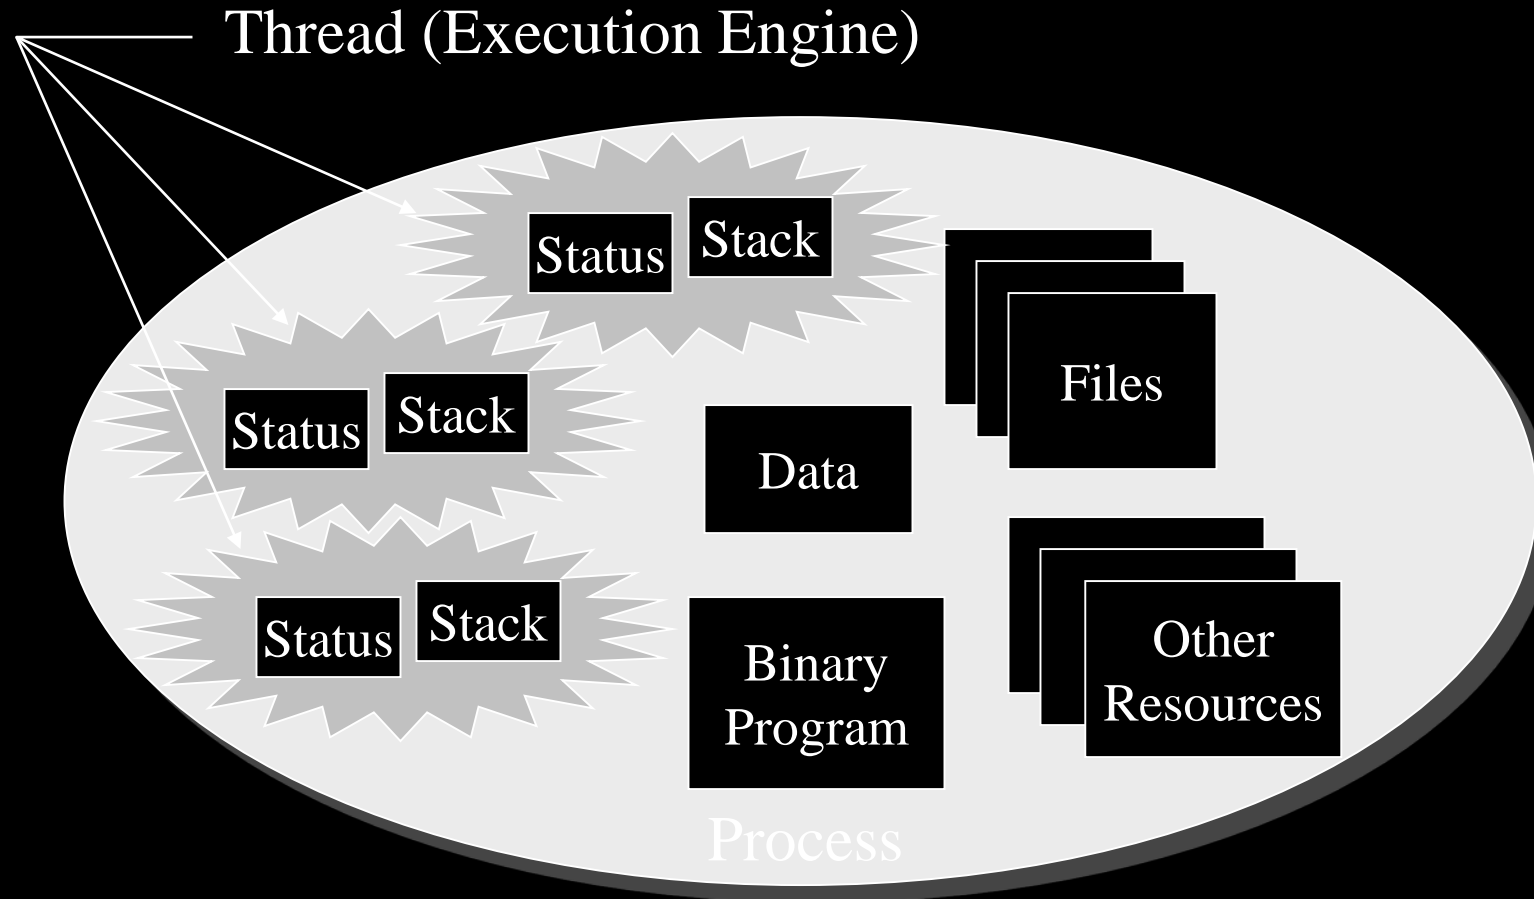 Thread (Execution Engine)
Status
Stack
Files
Status
Stack
Data
Status
Stack
Binary
Program
Other
Resources
Process